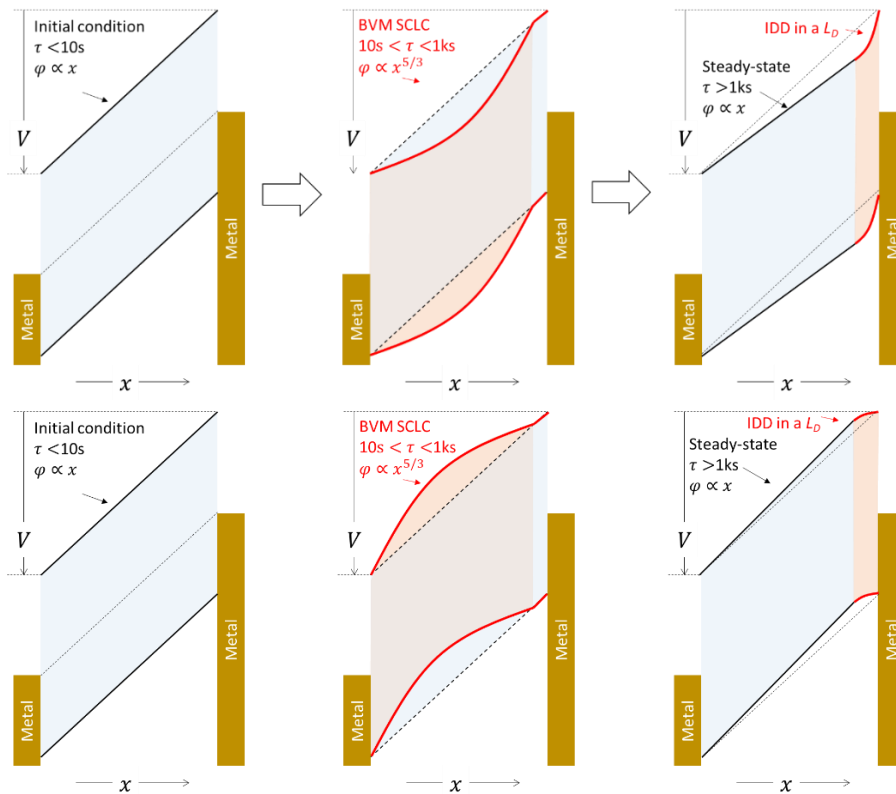 Initial condition
τ <10s
φ ∝ x
V
Metal
Metal
x
BVM SCLC
10s < τ <1ks
φ ∝ x^{5/3}
V
Metal
Metal
x
IDD in a L_D
Steady-state
τ >1ks
φ ∝ x
V
Metal
Metal
x
Initial condition
τ <10s
φ ∝ x
V
Metal
Metal
x
BVM SCLC
10s < τ <1ks
φ ∝ x^{5/3}
V
Metal
Metal
x
IDD in a L_D
Steady-state
τ >1ks
φ ∝ x
V
Metal
Metal
x